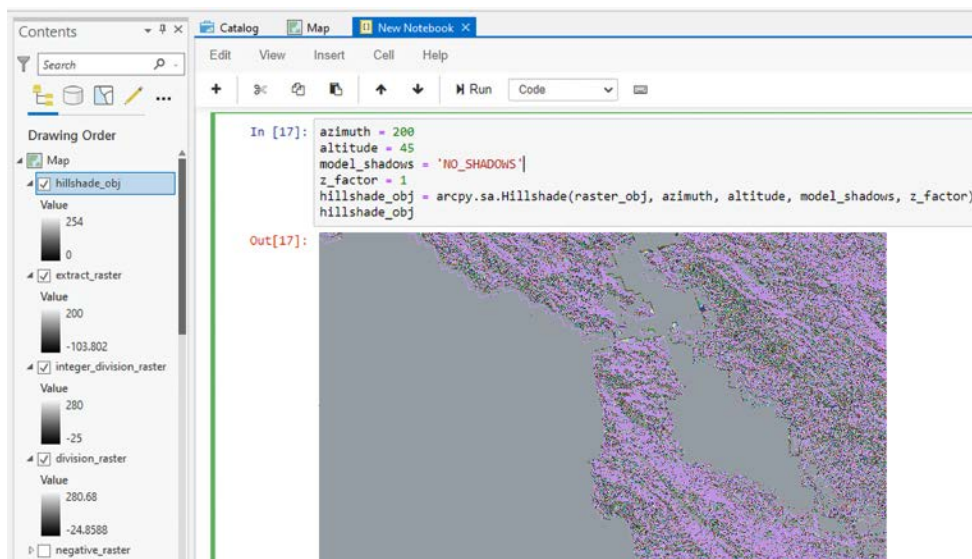 Contents
Search
Drawing Order
Map
hillshade_obj
Value
254
0
extract_raster
Value
200
-103.802
integer_division_raster
Value
280
-25
division_raster
Value
280.68
-24.8588
negative_raster
Catalog Map New Notebook
Edit View Insert Cell Help
Run Code
In [17]: azimuth = 200
altitude = 45
model_shadows = 'NO_SHADOWS'
z_factor = 1
hillshade_obj = arcpy.sa.Hillshade(raster_obj, azimuth, altitude, model_shadows, z_factor)
hillshade_obj
Out[17]: